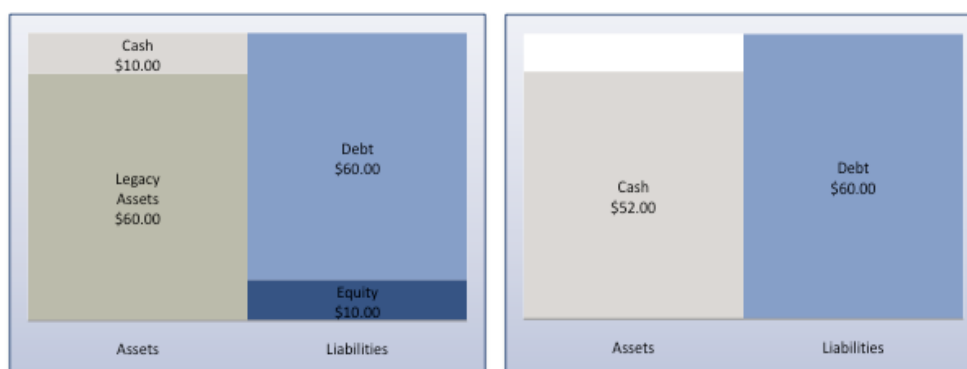 Cash
$10.00
Legacy
Assets
$60.00
Debt
$60.00
Equity
$10.00
Assets
Liabilities
Cash
$52.00
Debt
$60.00
Assets
Liabilities